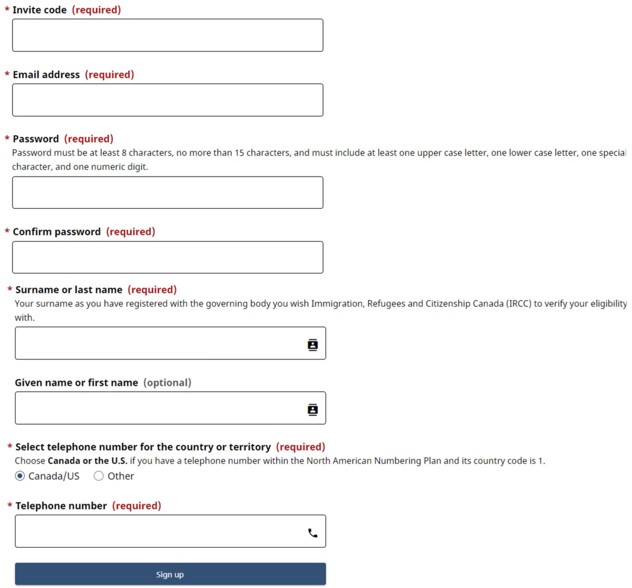 * Invite code (required)
* Email address (required)
* Password (required)
Password must be at least 8 characters, no more than 15 characters, and must include at least one upper case letter, one lower case letter, one special
character, and one numeric digit.
* Confirm password (required)
* Surname or last name (required)
Your surname as you have registered with the governing body you wish Immigration, Refugees and Citizenship Canada (IRCC) to verify your eligibility
with.
Given name or first name (optional)
* Select telephone number for the country or territory (required)
Choose Canada or the U.S. if you have a telephone number within the North American Numbering Plan and its country code is 1.
Canada/US Other
* Telephone number (required)
Sign up